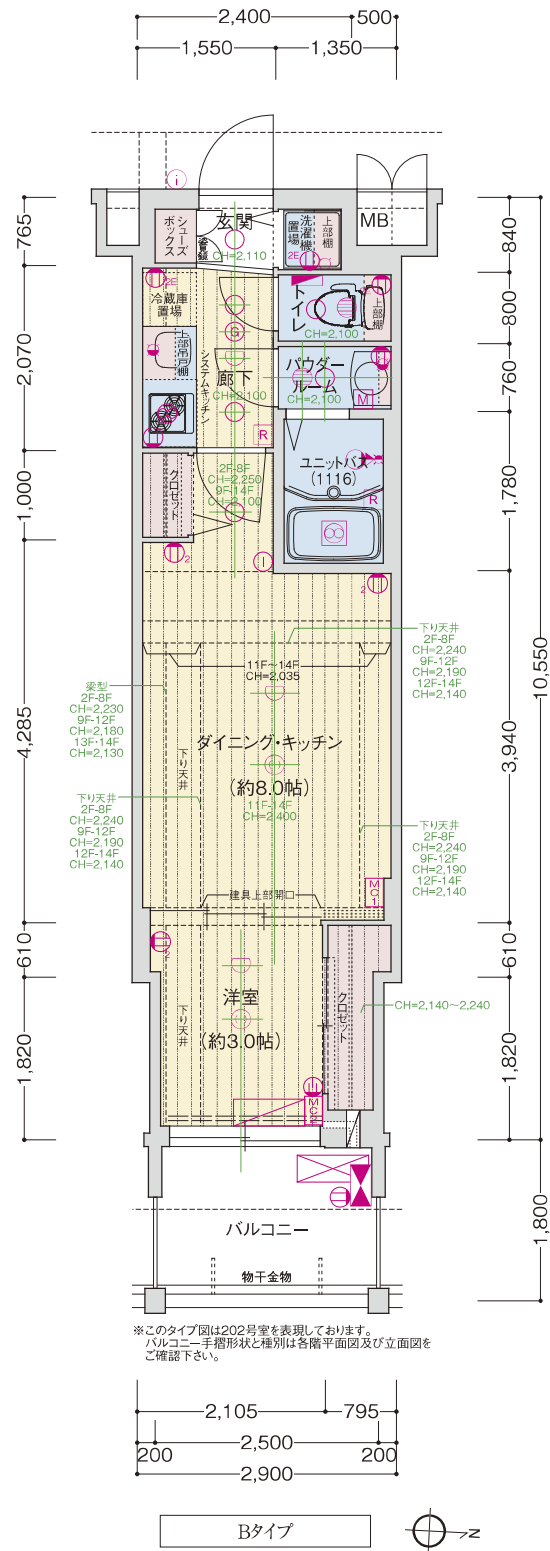 2,400
500
1,550
1,350
765
2,070
1,000
4,285
610
1,820
840
800
760
1,780
3,940
610
1,820
10,550
1,800
i
シューズ
ボックス
玄関
姿見鏡
CH=2,110
洗濯機
置場
上部棚
2E
MB
2E
冷蔵庫
置場
トイレ
上部棚
CH=2,100
G
上部吊戸棚
システムキッチン
廊下
CH=2,100
パウダー
ルーム
CH=2,100
M
R
ユニットバス
(1116)
R
クロゼット
2F-8F
CH=2,250
9F-14F
CH=2,100
2
2
下り天井
2F-8F
CH=2,240
9F-12F
CH=2,190
12F-14F
CH=2,140
11F~14F
CH=2,035
梁型
2F-8F
CH=2,230
9F-12F
CH=2,180
13F・14F
CH=2,130
下り天井
ダイニング・キッチン
(約8.0帖)
11F-14F
CH=2,400
下り天井
2F-8F
CH=2,240
9F-12F
CH=2,190
12F-14F
CH=2,140
下り天井
2F-8F
CH=2,240
9F-12F
CH=2,190
12F-14F
CH=2,140
MC1
建具上部開口
2
洋室
(約3.0帖)
下り天井
クロゼット
CH=2,140~2,240
MC2
バルコニー
物干金物
※このタイプ図は202号室を表現しております。
バルコニー手摺形状と種別は各階平面図及び立面図を
ご確認下さい。
2,105
795
200
2,500
200
2,900
Bタイプ
N